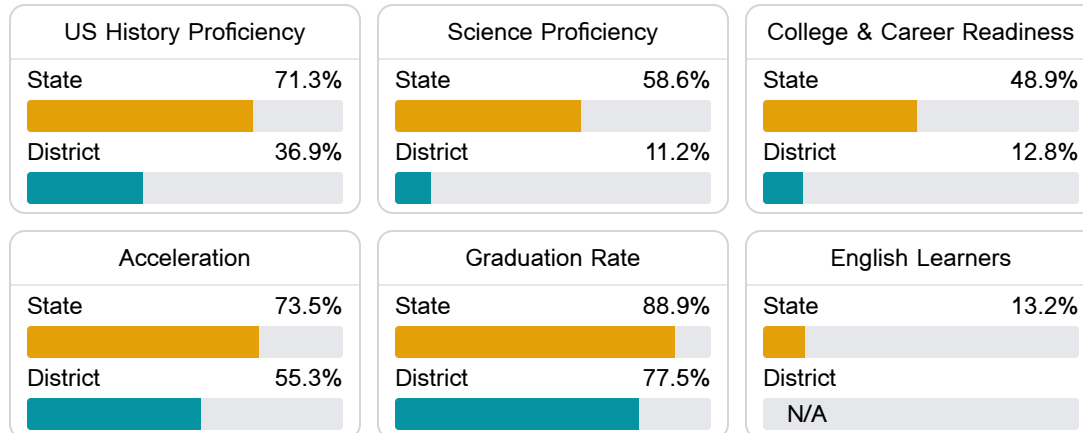 US History Proficiency
State 71.3%
District 36.9%
Science Proficiency
State 58.6%
District 11.2%
College & Career Readiness
State 48.9%
District 12.8%
Acceleration
State 73.5%
District 55.3%
Graduation Rate
State 88.9%
District 77.5%
English Learners
State 13.2%
District
N/A